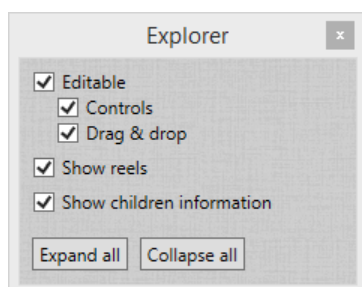 Explorer x
Editable
Controls
Drag & drop
Show reels
Show children information
Expand all Collapse all